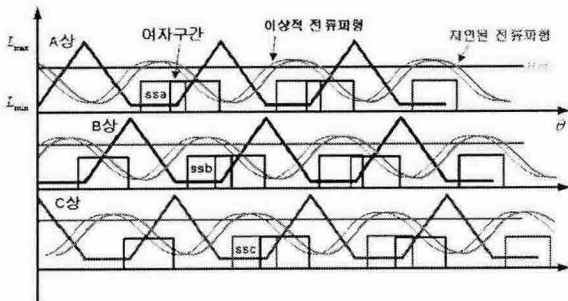 L_max
A상
여자구간
이상적 전류파형
지연된 전류파형
ssa
L_min
θ
B상
ssb
C상
ssc